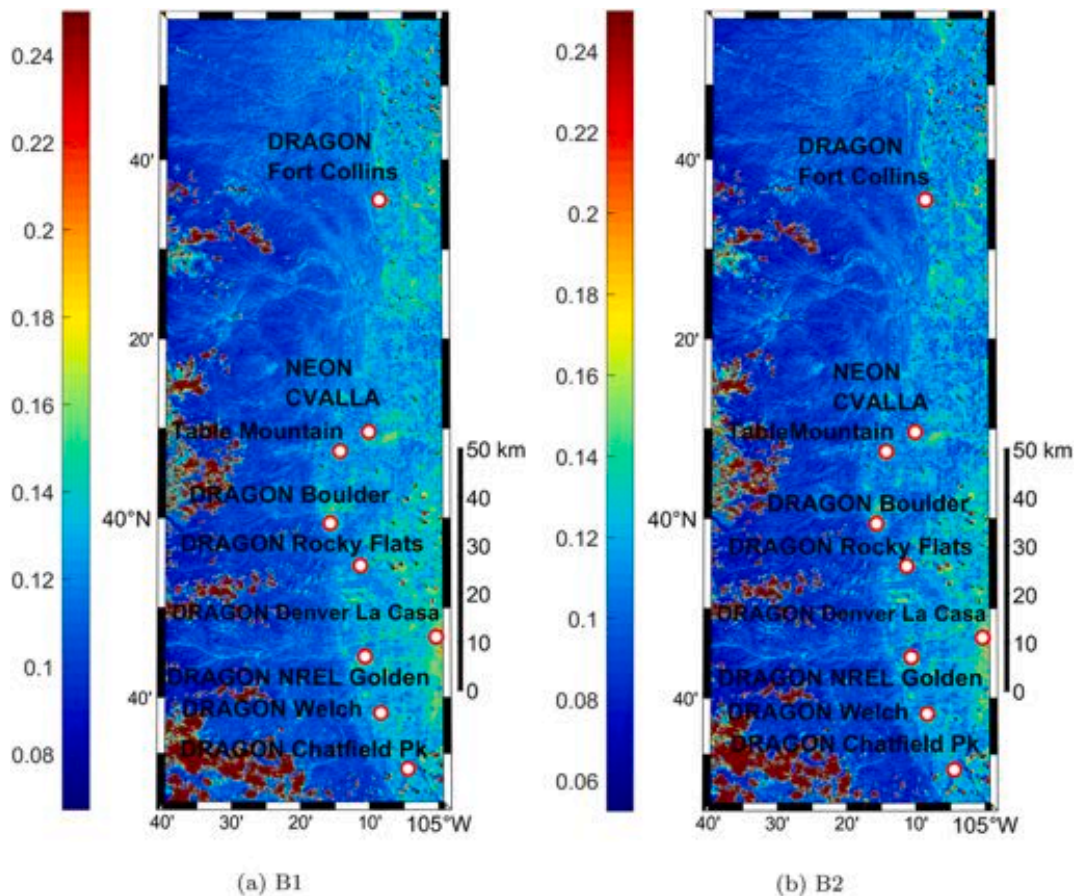 0.24
0.22
0.2
0.18
0.16
0.14
0.12
0.1
0.08
40'
20'
40°N
40'
DRAGON
Fort Collins
NEON
CVALLA
Table Mountain
DRAGON Boulder
DRAGON Rocky Flats
DRAGON Denver La Casa
DRAGON NREL Golden
DRAGON Welch
DRAGON Chatfield Pk
50 km
40
30
20
10
0
40' 30' 20' 10' 105°W
(a) B1
0.24
0.22
0.2
0.18
0.16
0.14
0.12
0.1
0.08
0.06
40'
20'
40°N
40'
DRAGON
Fort Collins
NEON
CVALLA
TableMountain
DRAGON Boulder
DRAGON Rocky Flats
DRAGON Denver La Casa
DRAGON NREL Golden
DRAGON Welch
DRAGON Chatfield Pk
50 km
40
30
20
10
0
40' 30' 20' 10' 105°W
(b) B2